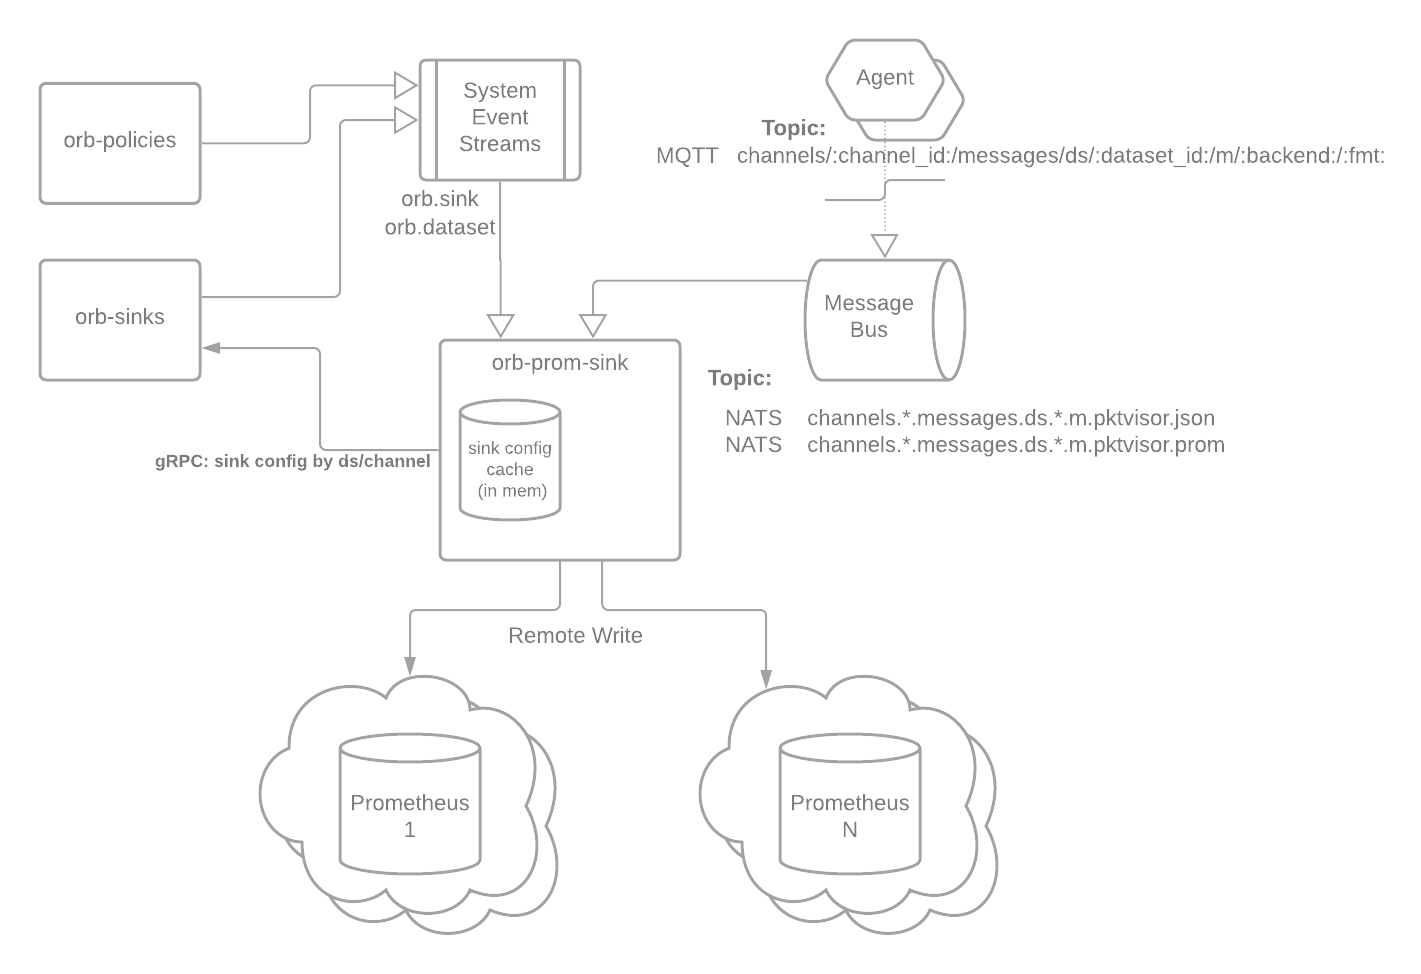 Agent
System
Event
Streams
orb-policies
Topic:
MQTT channels/:channel_id:/messages/ds/:dataset_id:/m/:backend:/:fmt:
orb.sink
orb.dataset
orb-sinks
Message
Bus
orb-prom-sink
Topic:
NATS channels.*.messages.ds.*.m.pktvisor.json
NATS channels.*.messages.ds.*.m.pktvisor.prom
sink config
cache
(in mem)
gRPC: sink config by ds/channel
Remote Write
Prometheus
1
Prometheus
N